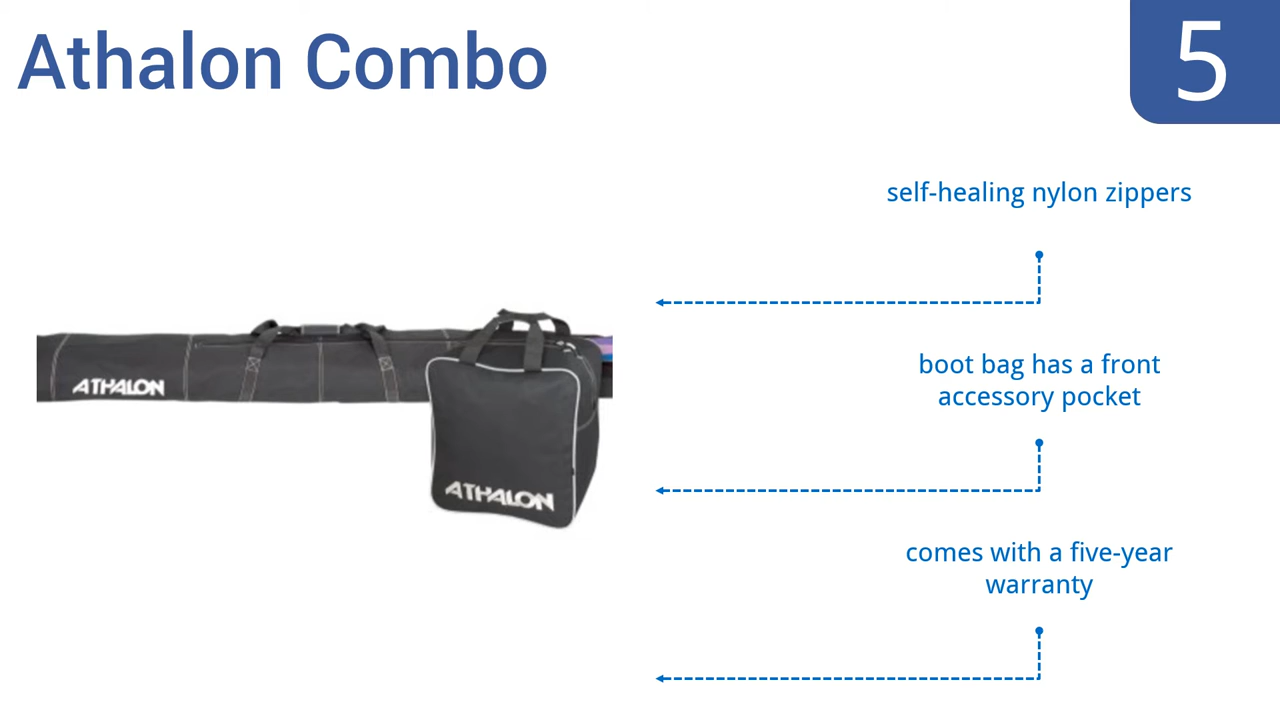 Athalon Combo
5
self-healing nylon zippers
boot bag has a front
accessory pocket
comes with a five-year
warranty
ATHALON
ATHALON